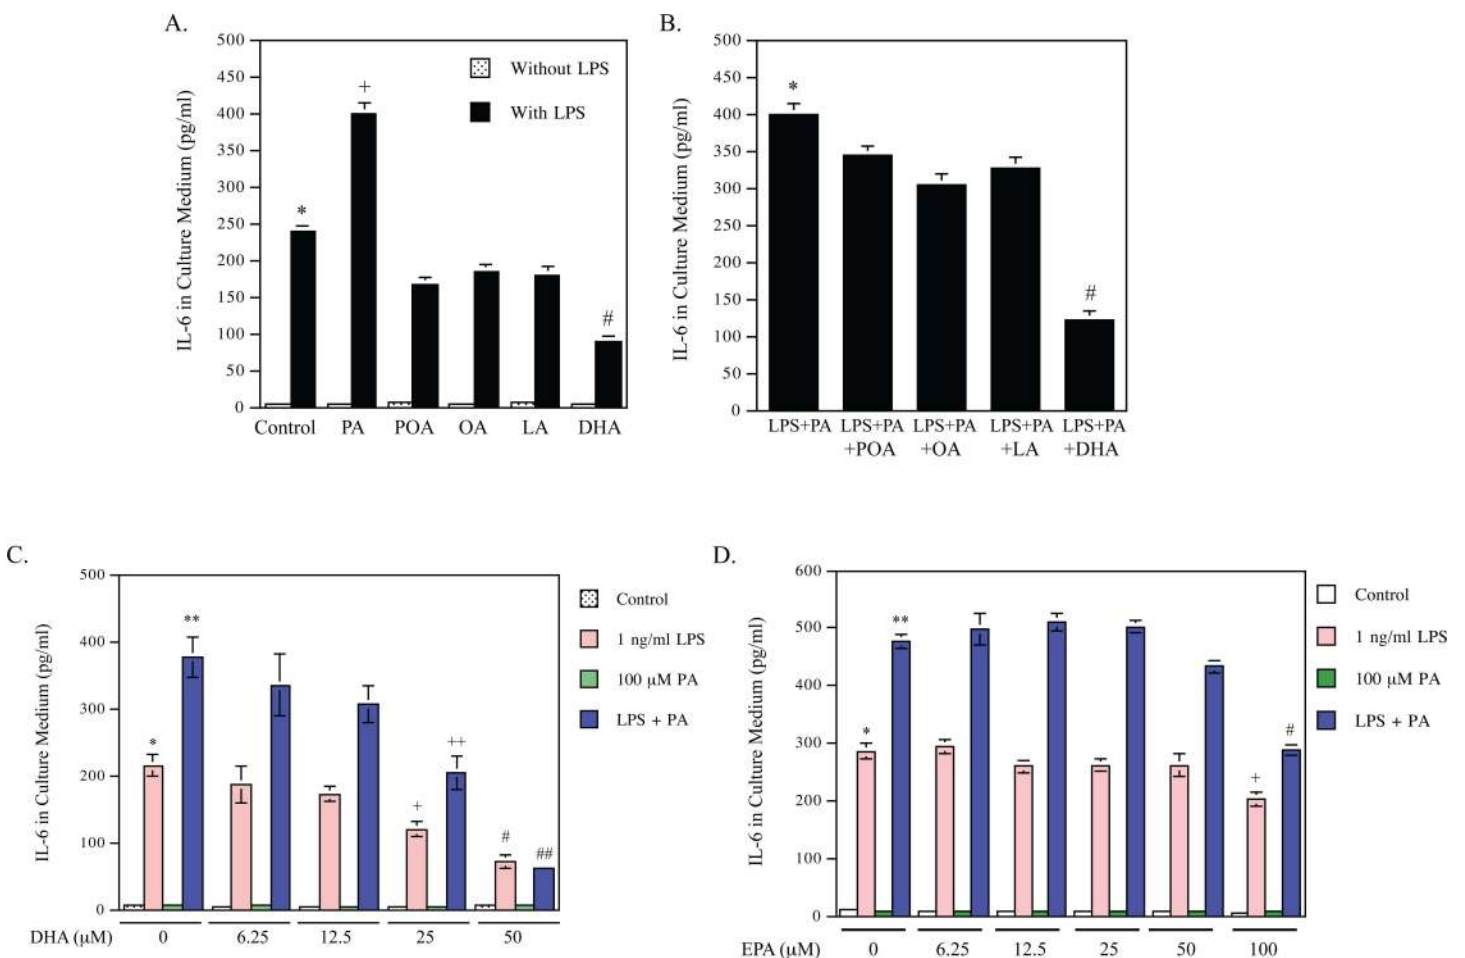 A.
IL-6 in Culture Medium (pg/ml)
500
450
400
350
300
250
200
150
100
50
0
Without LPS
With LPS
*
+
#
Control PA POA OA LA DHA
B.
IL-6 in Culture Medium (pg/ml)
500
450
400
350
300
250
200
150
100
50
0
*
#
LPS+PA LPS+PA LPS+PA LPS+PA LPS+PA
+POA +OA +LA +DHA
C.
IL-6 in Culture Medium (pg/ml)
500
400
300
200
100
0
*
**
+
++
#
##
Control
1 ng/ml LPS
100 μM PA
LPS + PA
DHA (μM) 0 6.25 12.5 25 50
D.
IL-6 in Culture Medium (pg/ml)
600
500
400
300
200
100
0
*
**
+
#
Control
1 ng/ml LPS
100 μM PA
LPS + PA
EPA (μM) 0 6.25 12.5 25 50 100